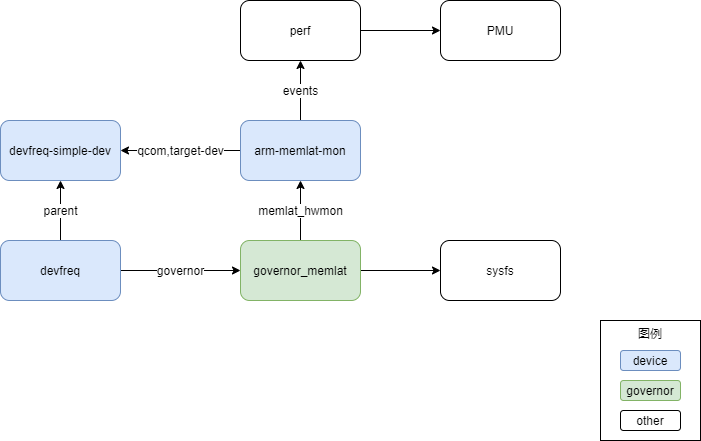 perf
PMU
events
devfreq-simple-dev
qcom,target-dev
arm-memlat-mon
parent
memlat_hwmon
devfreq
governor
governor_memlat
sysfs
图例
device
governor
other